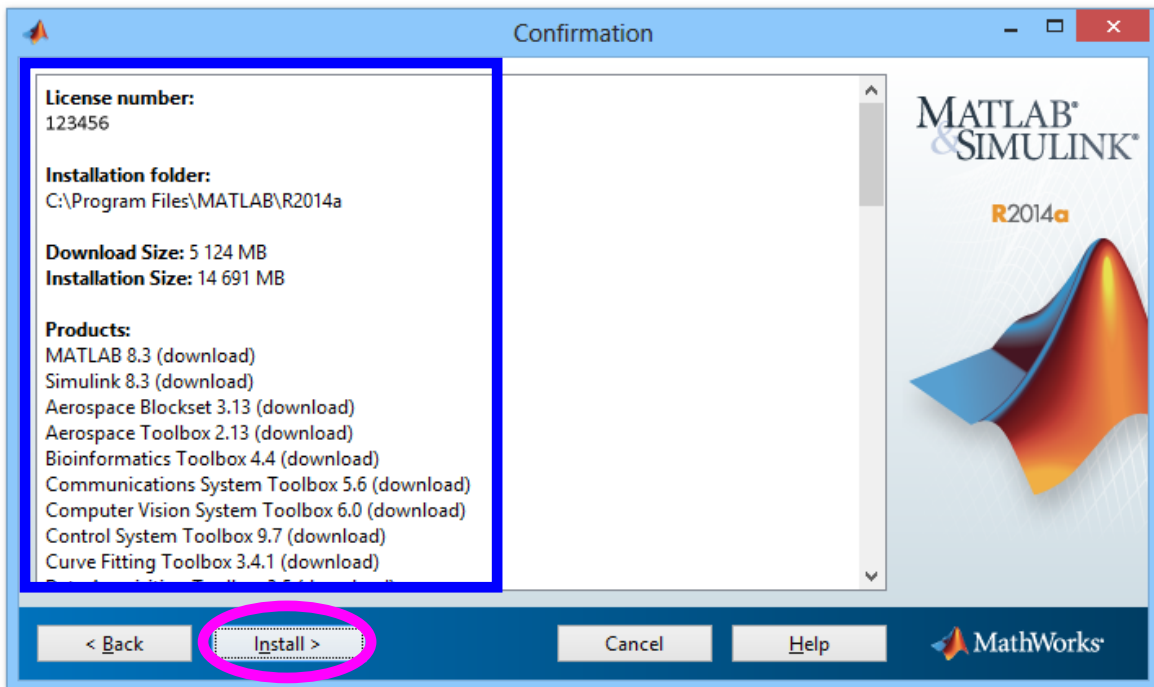 Confirmation
License number:
123456
Installation folder:
C:\Program Files\MATLAB\R2014a
Download Size: 5 124 MB
Installation Size: 14 691 MB
Products:
MATLAB 8.3 (download)
Simulink 8.3 (download)
Aerospace Blockset 3.13 (download)
Aerospace Toolbox 2.13 (download)
Bioinformatics Toolbox 4.4 (download)
Communications System Toolbox 5.6 (download)
Computer Vision System Toolbox 6.0 (download)
Control System Toolbox 9.7 (download)
Curve Fitting Toolbox 3.4.1 (download)
MATLAB®
&SIMULINK®
R2014a
< Back
Install >
Cancel
Help
MathWorks®